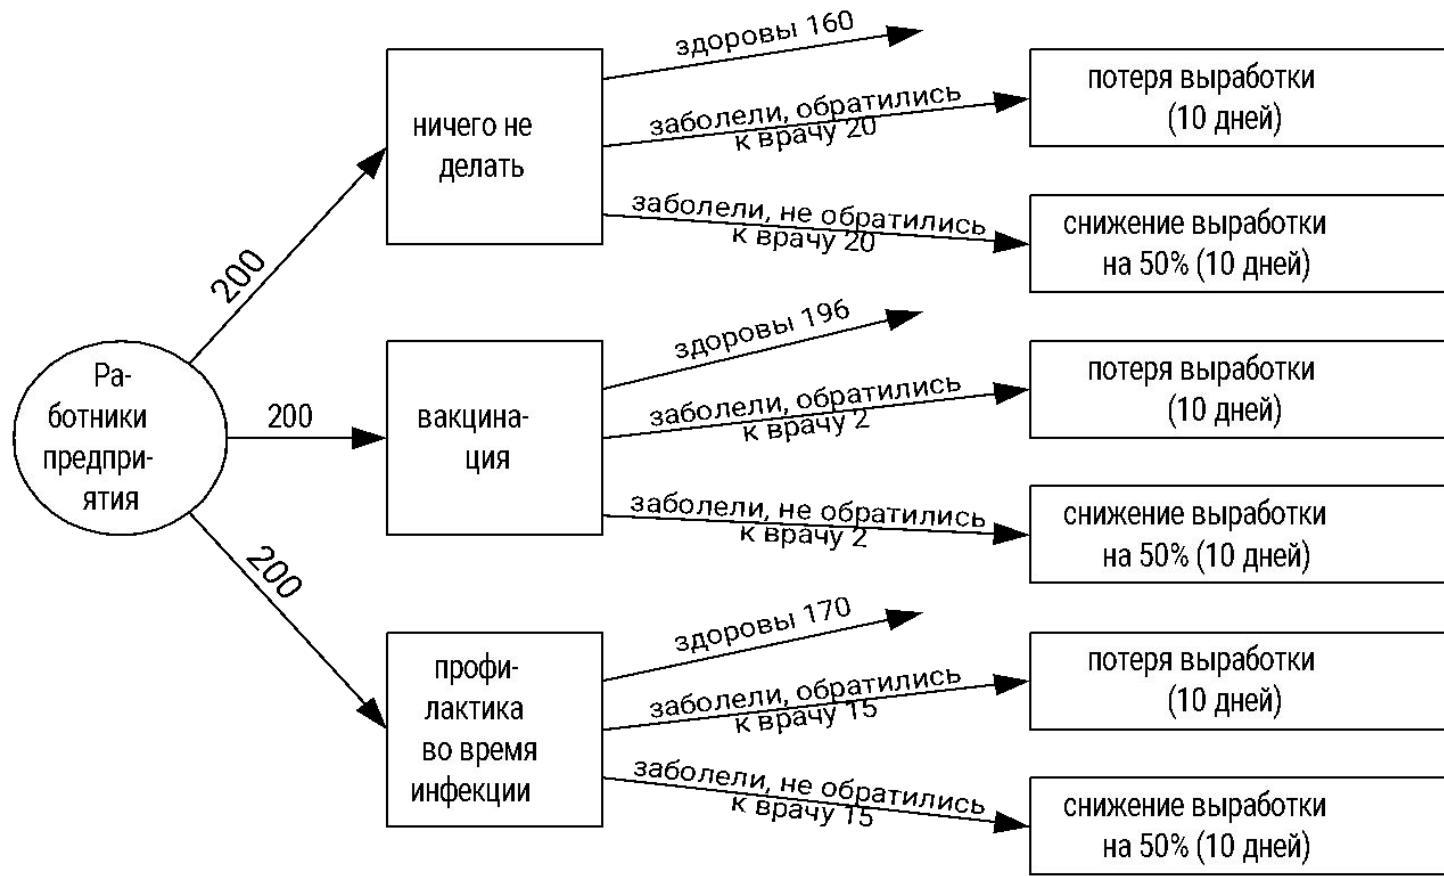 Ра-
ботники
предпри-
ятия
200
200
200
ничего не
делать
здоровы 160
заболели, обратились
к врачу 20
потеря выработки
(10 дней)
заболели, не обратились
к врачу 20
снижение выработки
на 50% (10 дней)
вакцина-
ция
здоровы 196
заболели, обратились
к врачу 2
потеря выработки
(10 дней)
заболели, не обратились
к врачу 2
снижение выработки
на 50% (10 дней)
профи-
лактика
во время
инфекции
здоровы 170
заболели, обратились
к врачу 15
потеря выработки
(10 дней)
заболели, не обратились
к врачу 15
снижение выработки
на 50% (10 дней)